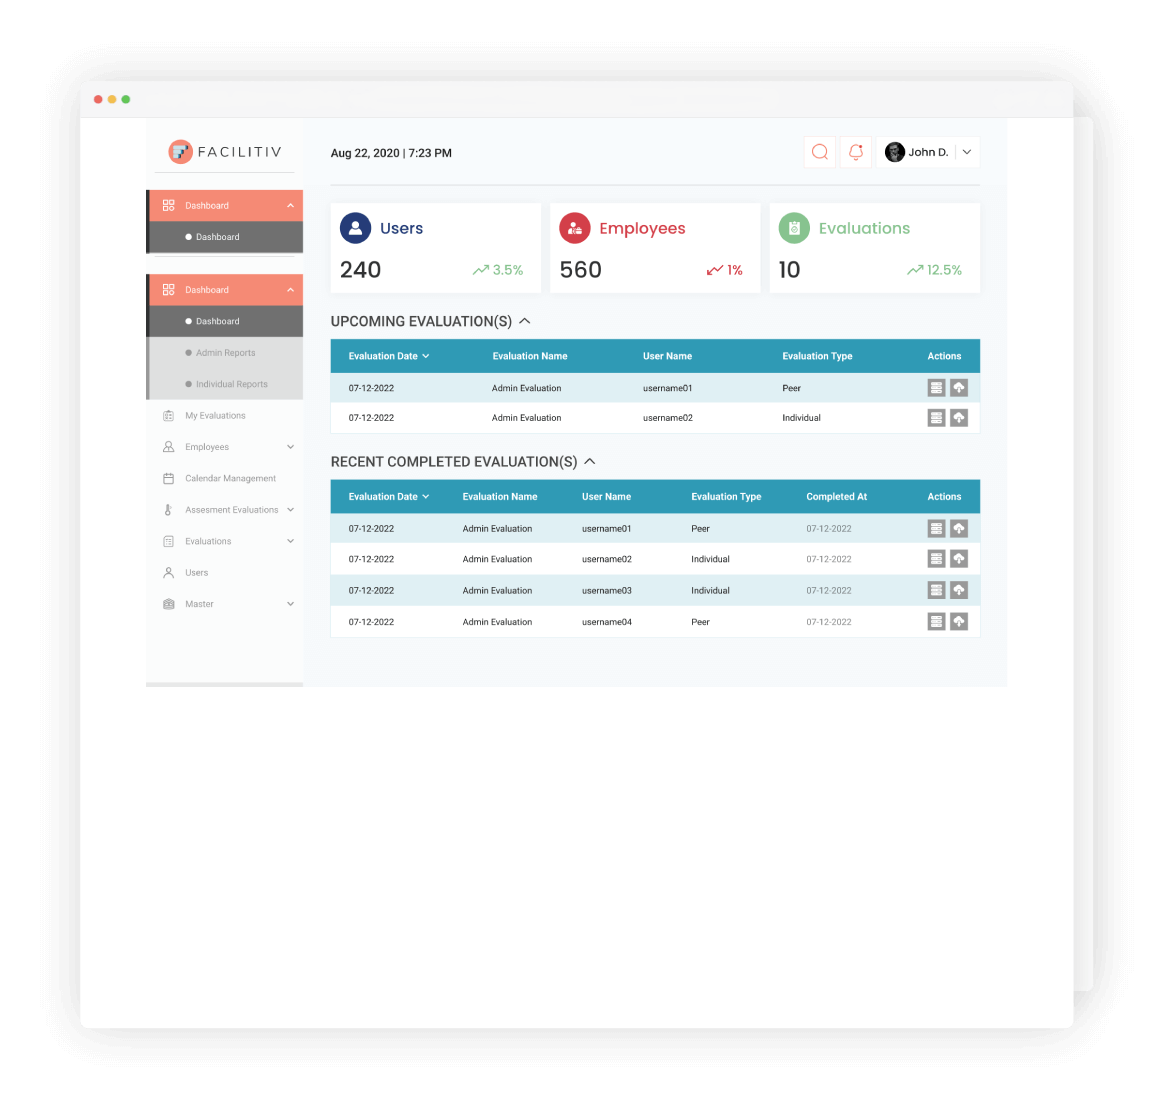 FACILITIV
Aug 22, 2020 | 7:23 PM
John D.
Dashboard
Dashboard
Dashboard
Dashboard
Admin Reports
Individual Reports
My Evaluations
Employees
Calendar Management
Assesment Evaluations
Evaluations
Users
Master
Users
240 3.5%
Employees
560 1%
Evaluations
10 12.5%
UPCOMING EVALUATION(S)
Evaluation Date Evaluation Name User Name Evaluation Type Actions
07-12-2022 Admin Evaluation username01 Peer
07-12-2022 Admin Evaluation username02 Individual
RECENT COMPLETED EVALUATION(S)
Evaluation Date Evaluation Name User Name Evaluation Type Completed At Actions
07-12-2022 Admin Evaluation username01 Peer 07-12-2022
07-12-2022 Admin Evaluation username02 Individual 07-12-2022
07-12-2022 Admin Evaluation username03 Individual 07-12-2022
07-12-2022 Admin Evaluation username04 Peer 07-12-2022